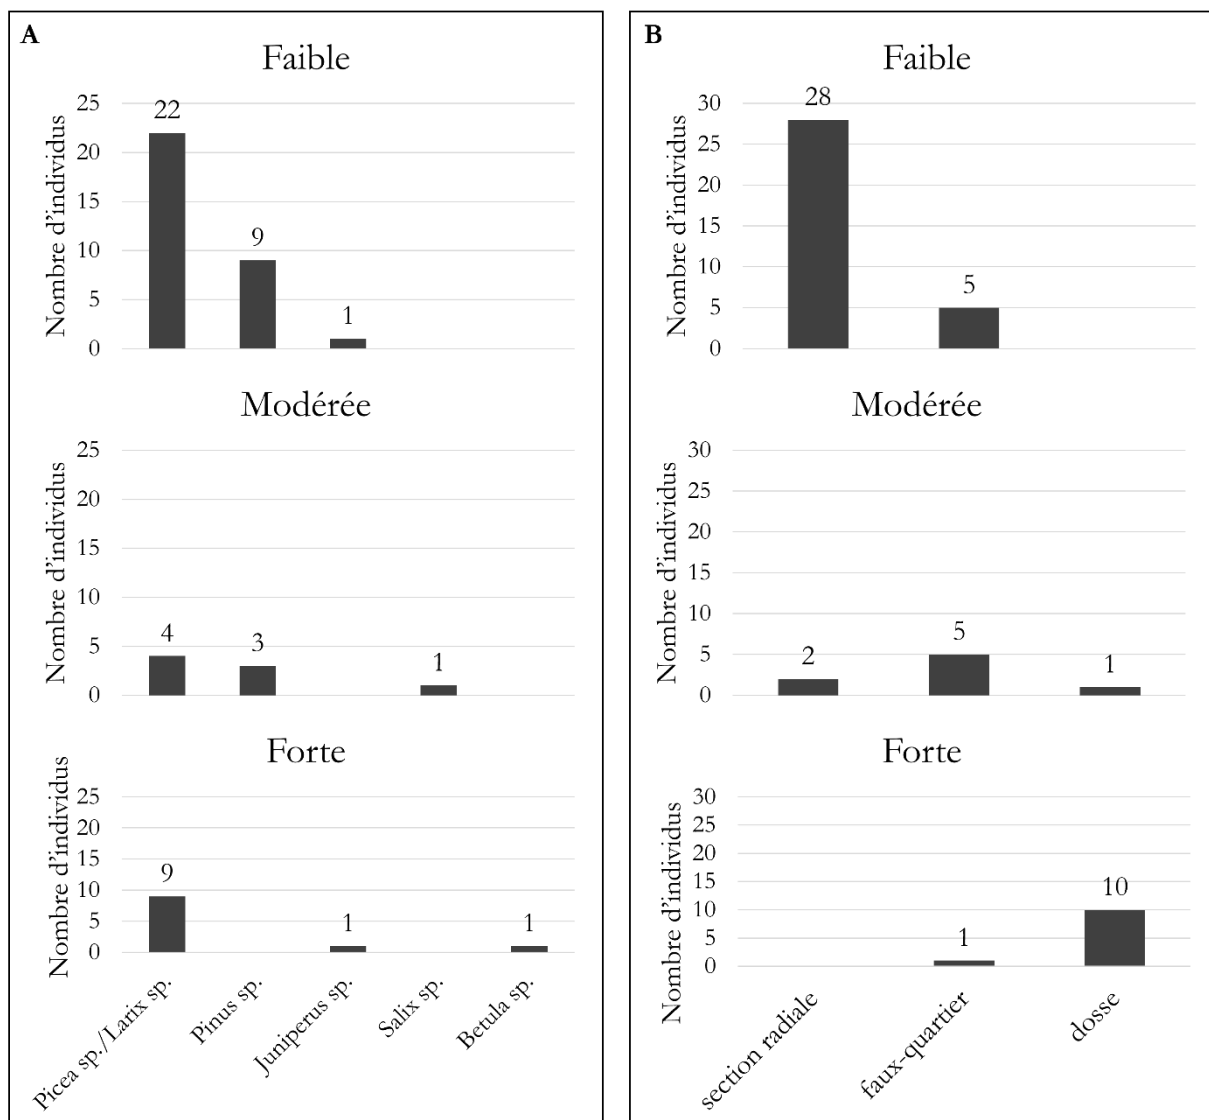 A
Faible
Nombre d'individus
25
20
15
10
5
0
22
9
1
Modérée
Nombre d'individus
25
20
15
10
5
0
4
3
1
Forte
Nombre d'individus
25
20
15
10
5
0
9
1
1
Picea sp./Larix sp.
Pinus sp.
Juniperus sp.
Salix sp.
Betula sp.
B
Faible
Nombre d'individus
30
25
20
15
10
5
0
28
5
Modérée
Nombre d'individus
30
25
20
15
10
5
0
2
5
1
Forte
Nombre d'individus
30
25
20
15
10
5
0
1
10
section radiale
faux-quartier
dosse